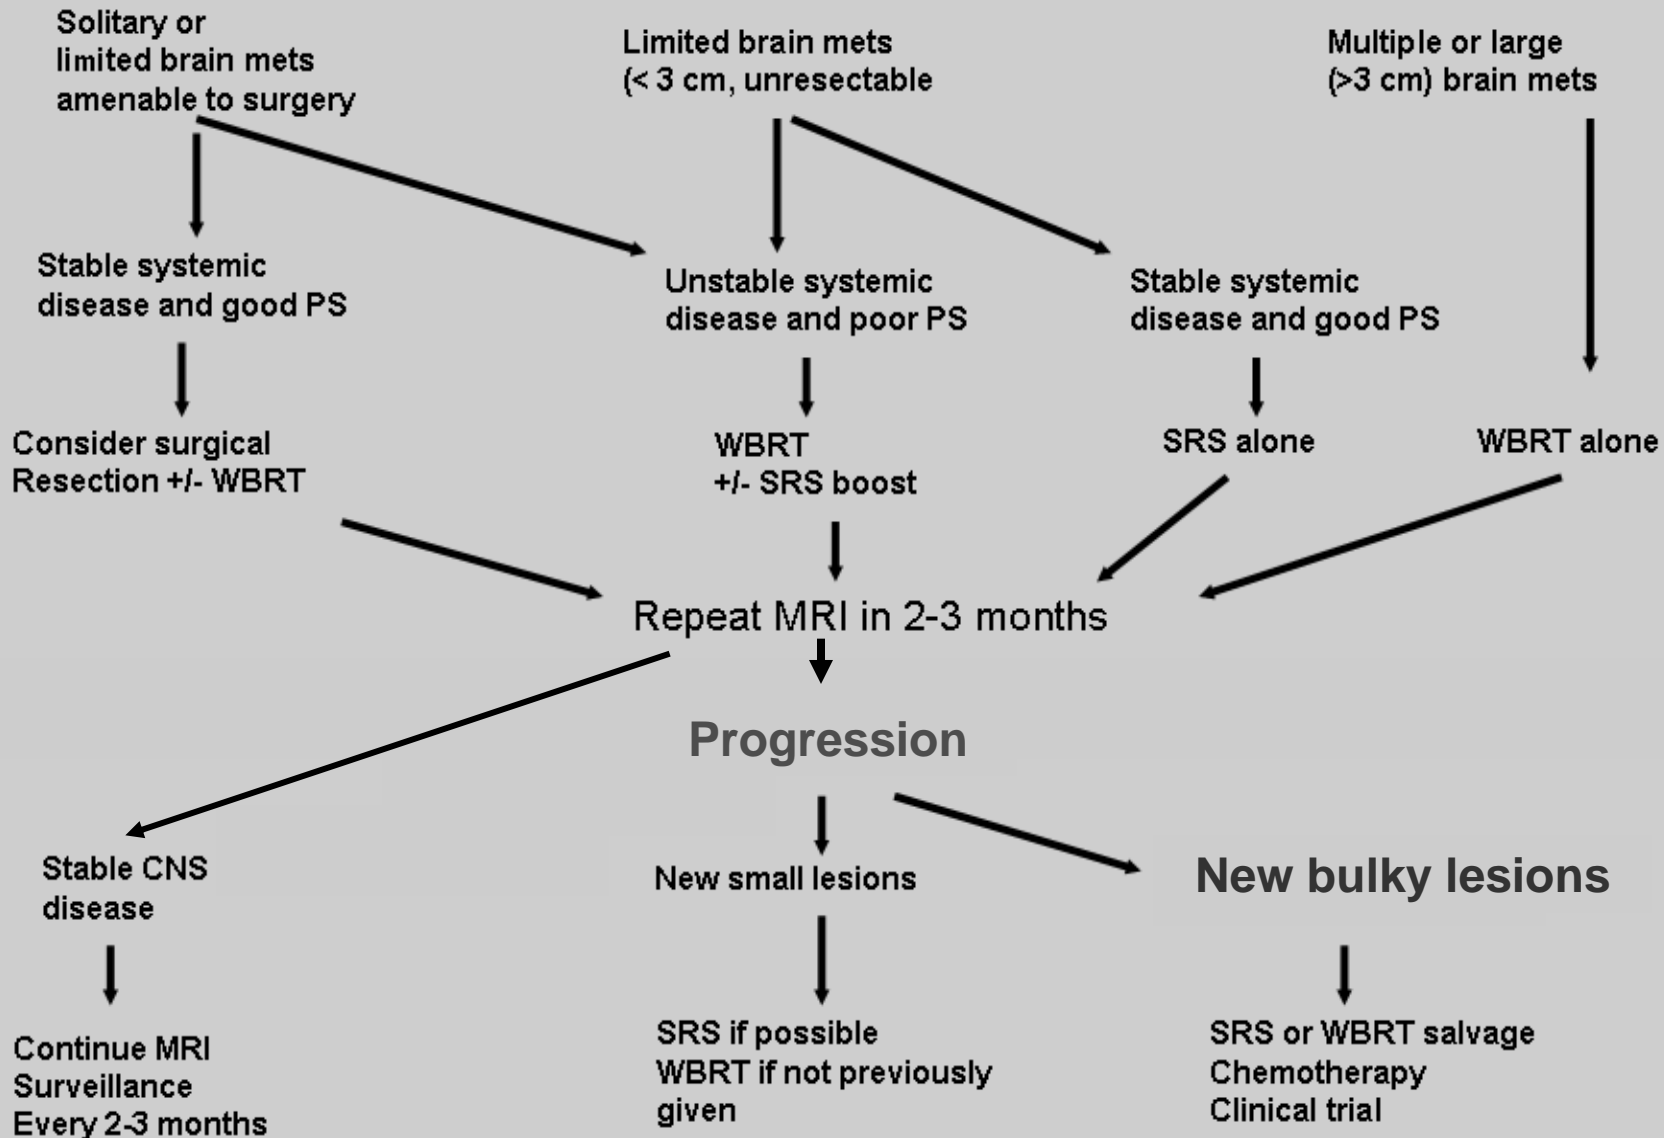 Solitary or
limited brain mets
amenable to surgery
Limited brain mets
(< 3 cm, unresectable
Multiple or large
(>3 cm) brain mets
Stable systemic
disease and good PS
Unstable systemic
disease and poor PS
Stable systemic
disease and good PS
Consider surgical
Resection +/- WBRT
WBRT
+/- SRS boost
SRS alone
WBRT alone
Repeat MRI in 2-3 months
Progression
Stable CNS
disease
New small lesions
New bulky lesions
Continue MRI
Surveillance
Every 2-3 months
SRS if possible
WBRT if not previously
given
SRS or WBRT salvage
Chemotherapy
Clinical trial